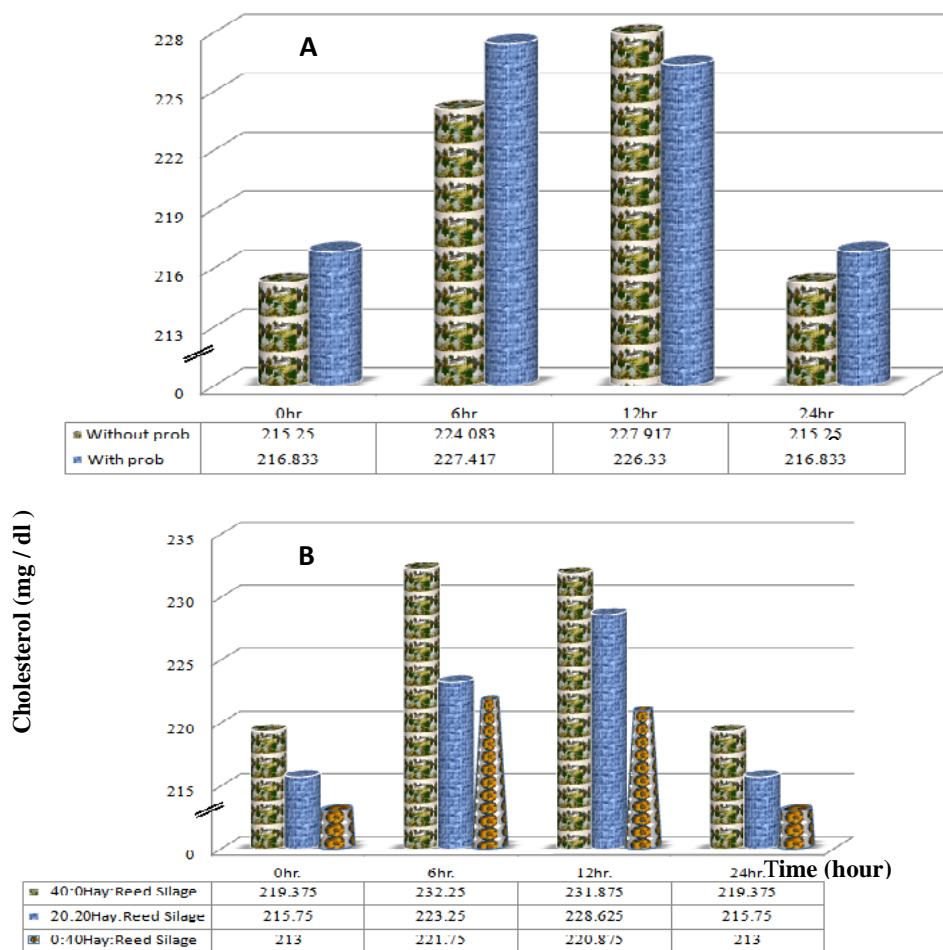 A
228
225
222
219
216
213
0
0hr 6hr 12hr 24hr
Without prob 215.25 224.083 227.917 215.25
With prob 216.833 227.417 226.33 216.833
Cholesterol (mg / dl )
B
235
230
225
220
215
0
Time (hour)
0hr. 6hr. 12hr. 24hr.
40:0Hay:Reed Silage 219.375 232.25 231.875 219.375
20:20Hay:Reed Silage 215.75 223.25 228.625 215.75
0:40Hay:Reed Silage 213 221.75 220.875 213